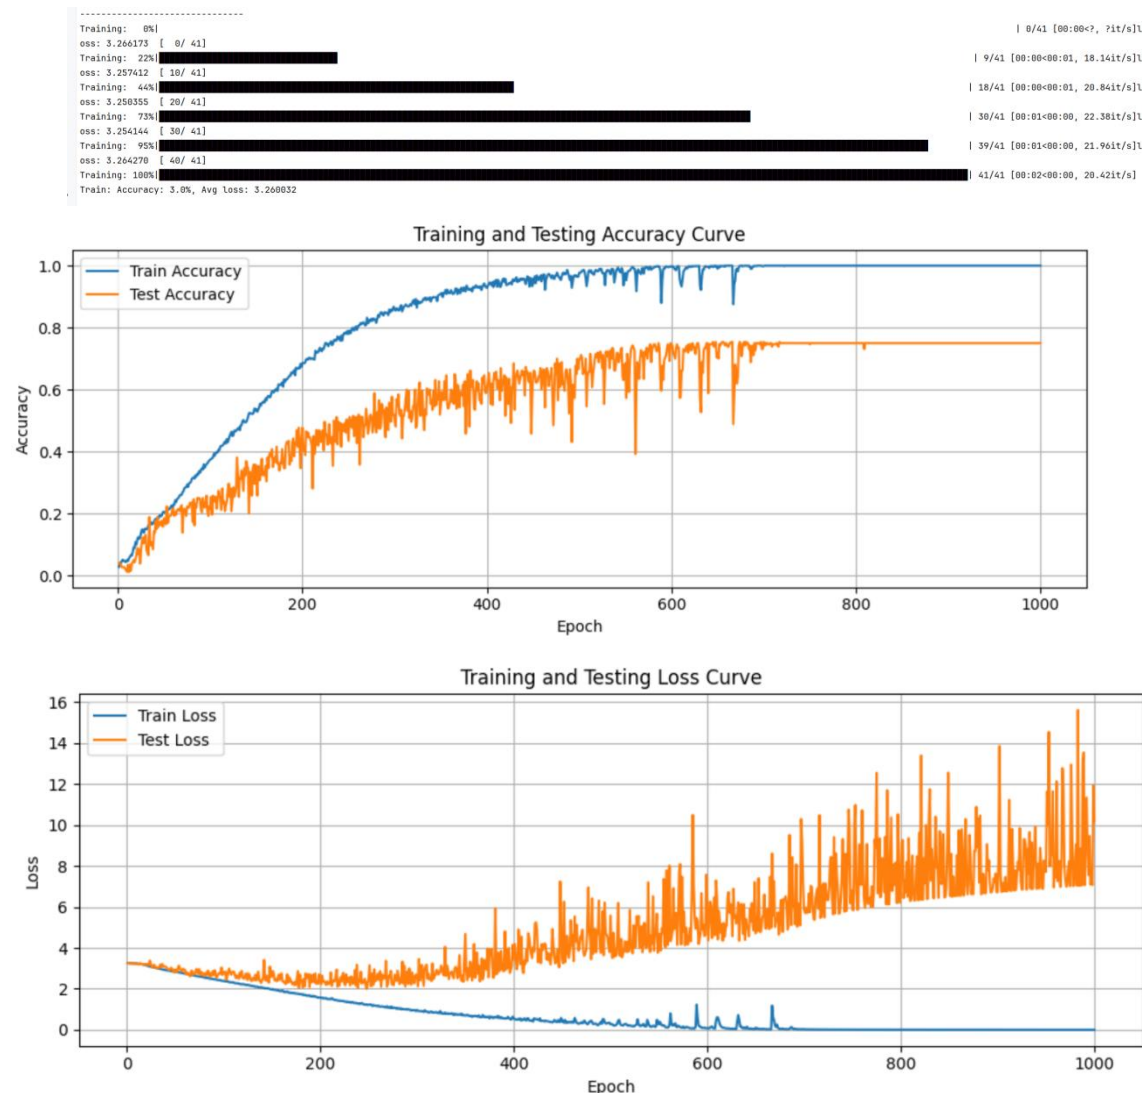 ------------------------------
Training:   0%|          | 0/41 [00:00<?, ?it/s]l
oss: 3.266173  [  0/ 41]
Training:  22%|          | 9/41 [00:00<00:01, 18.14it/s]l
oss: 3.257412  [ 10/ 41]
Training:  44%|          | 18/41 [00:00<00:01, 20.84it/s]l
oss: 3.250355  [ 20/ 41]
Training:  73%|          | 30/41 [00:01<00:00, 22.38it/s]l
oss: 3.254144  [ 30/ 41]
Training:  95%|          | 39/41 [00:01<00:00, 21.96it/s]l
oss: 3.264270  [ 40/ 41]
Training: 100%|          | 41/41 [00:02<00:00, 20.42it/s]
Train: Accuracy: 3.0%, Avg loss: 3.260032
Training and Testing Accuracy Curve
Train Accuracy
Test Accuracy
1.0
0.8
0.6
0.4
0.2
0.0
Accuracy
0 200 400 600 800 1000
Epoch
Training and Testing Loss Curve
Train Loss
Test Loss
16
14
12
10
8
6
4
2
0
Loss
0 200 400 600 800 1000
Epoch